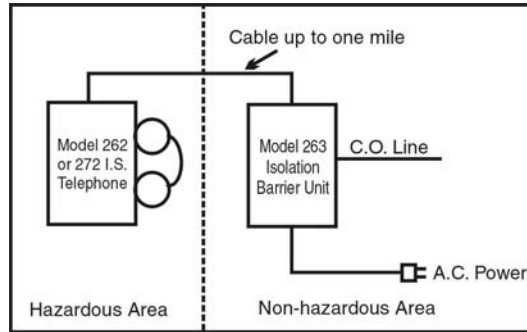 Cable up to one mile
Model 262
or 272 I.S.
Telephone
Model 263
Isolation
Barrier Unit
C.O. Line
A.C. Power
Hazardous Area
Non-hazardous Area